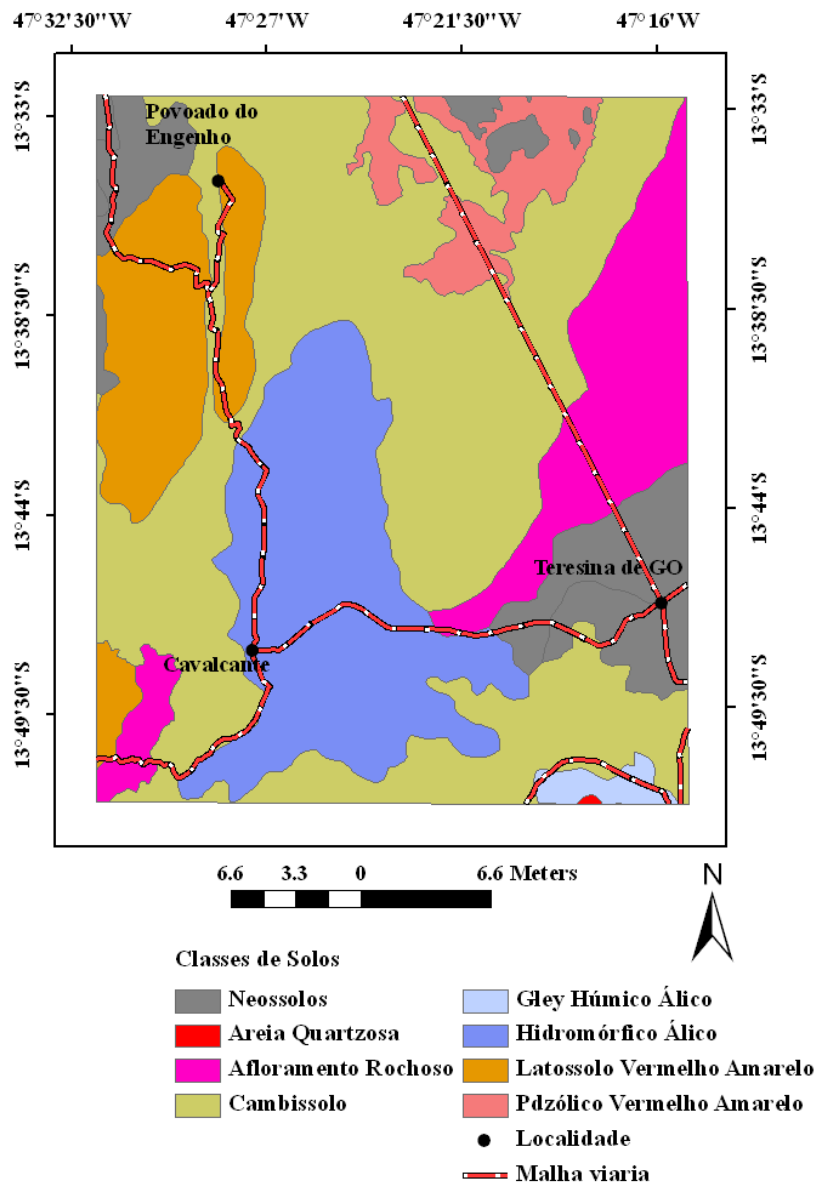 47°32'30''W 47°27'W 47°21'30''W 47°16'W
13°33'S 13°33'S
Povoado do
Engenho
13°38'30''S 13°38'30''S
13°44'S 13°44'S
Teresina de GO
Cavalcante
13°49'30''S 13°49'30''S
6.6 3.3 0 6.6 Meters
N
Classes de Solos
Neossolos
Areia Quartzosa
Afloramento Rochoso
Cambissolo
Gley Húmico Álico
Hidromórfico Álico
Latossolo Vermelho Amarelo
Pdzólico Vermelho Amarelo
Localidade
Malha viaria